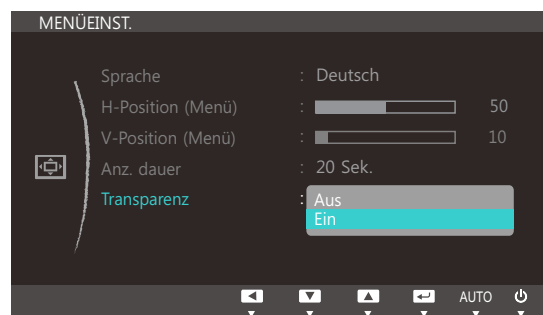 MENÜEINST.
Sprache : Deutsch
H-Position (Menü) : 50
V-Position (Menü) : 10
Anz. dauer : 20 Sek.
Transparenz : Aus
Ein
AUTO